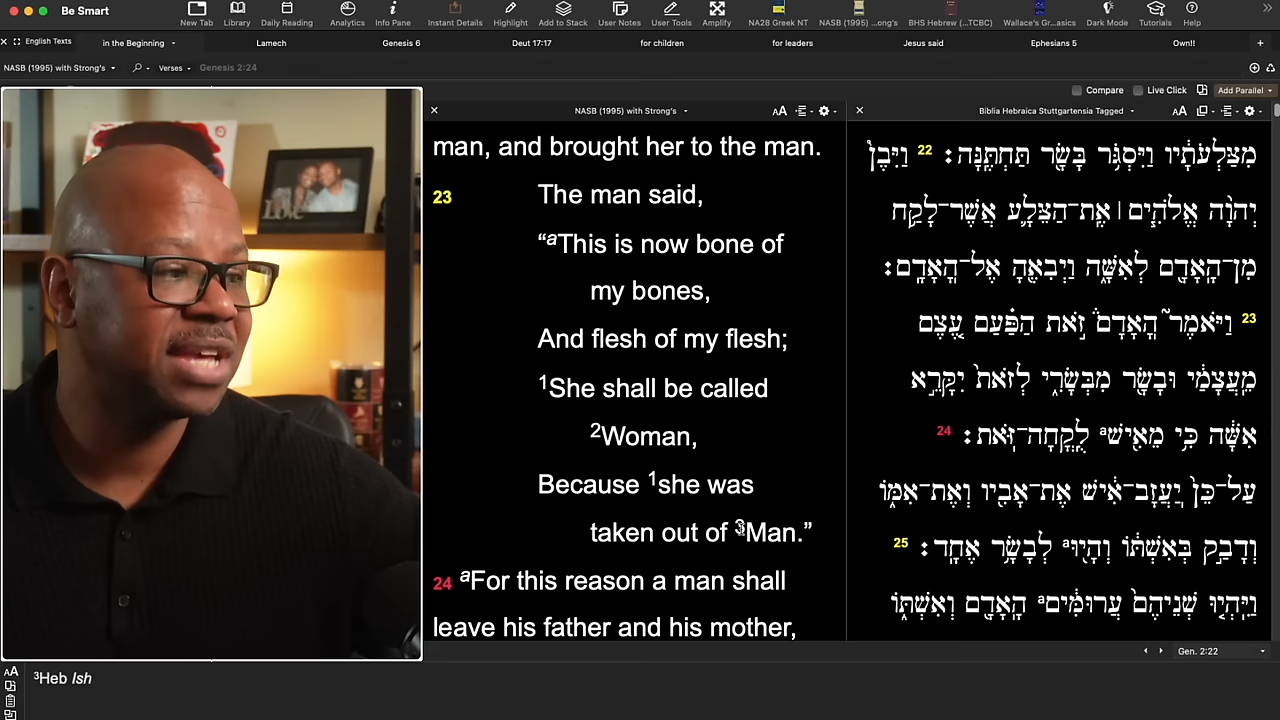 Be Smart
New Tab
Library
Daily Reading
Analytics
Info Pane
Instant Details
Highlight
Add to Stack
User Notes
User Tools
Amplify
NA28 Greek NT
NASB (1995) ...ong's
BHS Hebrew (...TCBC)
Wallace's Gr...asics
Dark Mode
Tutorials
Help
English Texts
in the Beginning
Lamech
Genesis 6
Deut 17:17
for children
for leaders
Jesus said
Ephesians 5
Own!!
NASB (1995) with Strong's
Verses
Genesis 2:24
Compare
Live Click
Add Parallel
Love
NASB (1995) with Strong's
man, and brought her to the man.
23 The man said,
“ᵃThis is now bone of
my bones,
And flesh of my flesh;
¹She shall be called
²Woman,
Because ¹she was
taken out of ³Man.”
24 ᵃFor this reason a man shall
leave his father and his mother,
Biblia Hebraica Stuttgartensia Tagged
מִצַּלְעֹתָ֔יו וַיִּסְגֹּ֥ר בָּשָׂ֖ר תַּחְתֶּֽנָּה׃ 22 וַיִּבֶן֩
יְהוָ֨ה אֱלֹהִ֧ים ׀ אֶֽת־הַצֵּלָ֛ע אֲשֶׁר־לָקַ֥ח
מִן־הָֽאָדָ֖ם לְאִשָּׁ֑ה וַיְבִאֶ֖הָ אֶל־הָֽאָדָֽם׃
23 וַיֹּאמֶר֮ הָֽאָדָם֒ זֹ֣את הַפַּ֗עַם עֶ֚צֶם
מֵֽעֲצָמַ֔י וּבָשָׂ֖ר מִבְּשָׂרִ֑י לְזֹאת֙ יִקָּרֵ֣א
אִשָּׁ֔ה כִּ֥י מֵאִ֖ישׁᵃ לֻֽקֳחָה־זֹּֽאת׃ 24
עַל־כֵּן֙ יַֽעֲזָב־אִ֔ישׁ אֶת־אָבִ֖יו וְאֶת־אִמּ֑וֹ
וְדָבַ֣ק בְּאִשְׁתּ֔וֹ וְהָי֖וּᵃ לְבָשָׂ֥ר אֶחָֽד׃ 25
וַיִּֽהְי֤וּ שְׁנֵיהֶם֙ עֲרוּמִּ֔יםᵃ הָֽאָדָ֖ם וְאִשְׁתּ֑וֹ
Gen. 2:22
³Heb Ish